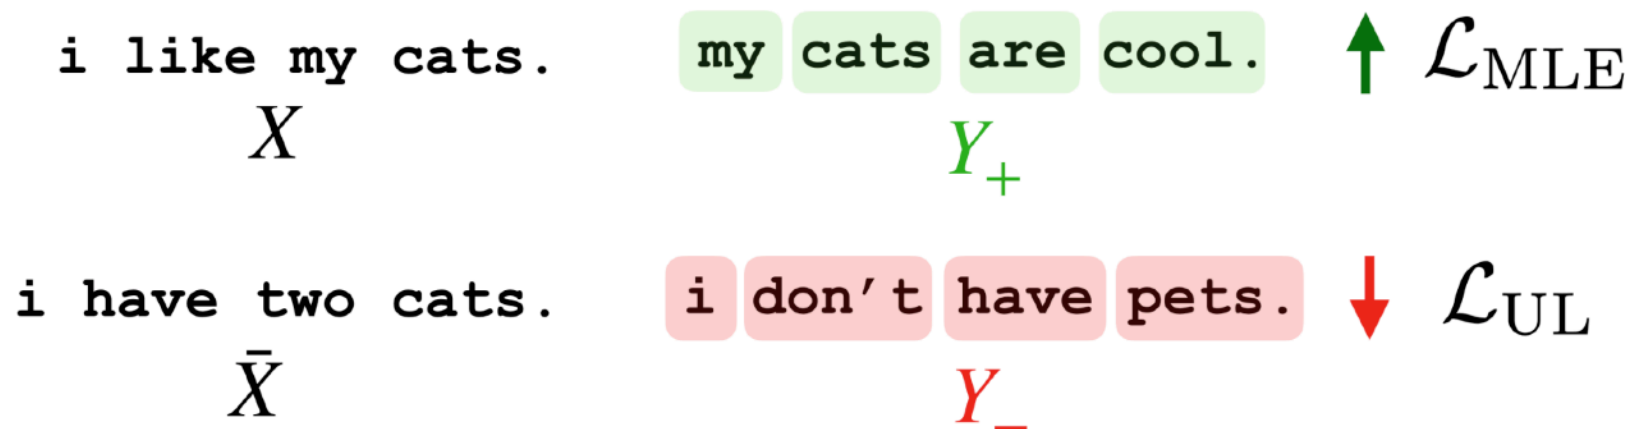 i like my cats. my cats are cool. ↑ ℒMLE
X Y+
i have two cats. i don't have pets. ↓ ℒUL
X̄ Y−